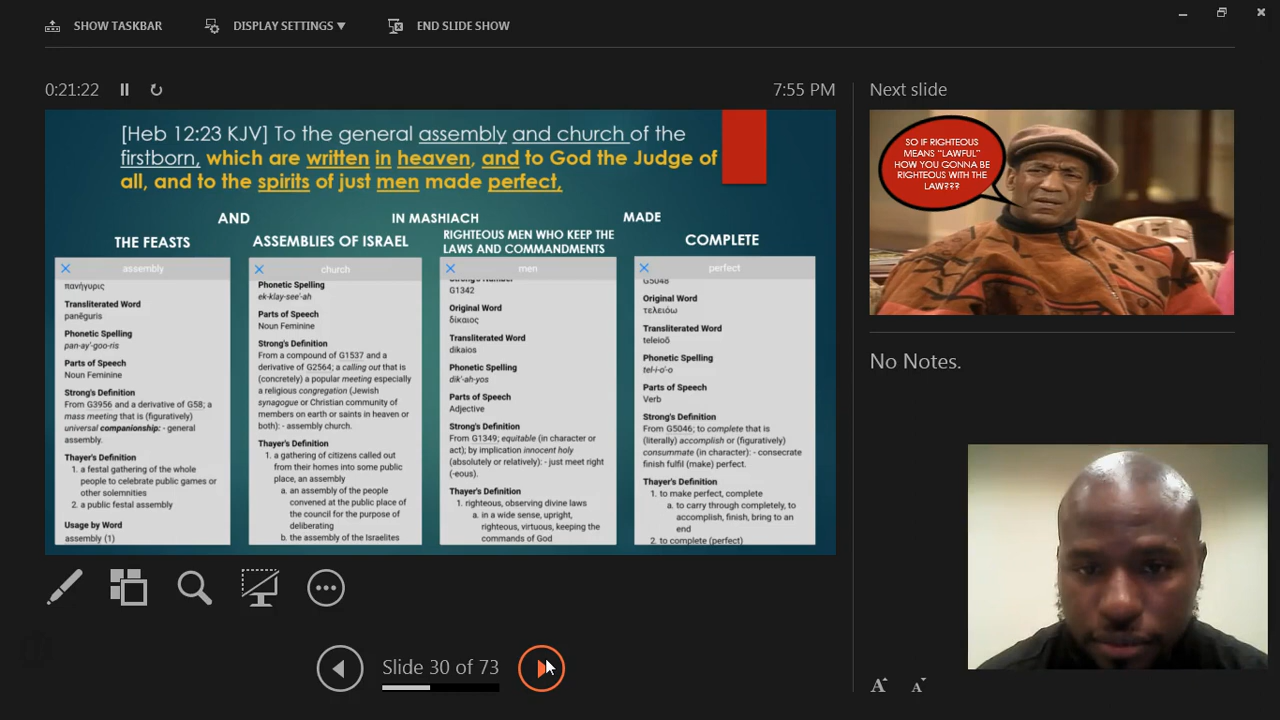 SHOW TASKBAR
DISPLAY SETTINGS ▼
END SLIDE SHOW
0:21:22
7:55 PM
[Heb 12:23 KJV] To the general assembly and church of the
firstborn, which are written in heaven, and to God the Judge of
all, and to the spirits of just men made perfect,
AND
THE FEASTS
ASSEMBLIES OF ISRAEL
IN MASHIACH
RIGHTEOUS MEN WHO KEEP THE
LAWS AND COMMANDMENTS
MADE
COMPLETE
assembly
πανήγυρις
Transliterated Word
panēguris
Phonetic Spelling
pan-ay'-goo-ris
Parts of Speech
Noun Feminine
Strong's Definition
From G3956 and a derivative of G58; a
mass meeting that is (figuratively)
universal companionship: - general
assembly.
Thayer's Definition
1. a festal gathering of the whole
people to celebrate public games or
other solemnities
2. a public festal assembly
Usage by Word
assembly (1)
church
Phonetic Spelling
ek-klay-see'-ah
Parts of Speech
Noun Feminine
Strong's Definition
From a compound of G1537 and a
derivative of G2564; a calling out that is
(concretely) a popular meeting especially
a religious congregation (Jewish
synagogue or Christian community of
members on earth or saints in heaven or
both): - assembly church.
Thayer's Definition
1. a gathering of citizens called out
from their homes into some public
place, an assembly
a. an assembly of the people
convened at the public place of
the council for the purpose of
deliberating
b. the assembly of the Israelites
men
Strong's Number
G1342
Original Word
δίκαιος
Transliterated Word
dikaios
Phonetic Spelling
dik'-ah-yos
Parts of Speech
Adjective
Strong's Definition
From G1349; equitable (in character or
act); by implication innocent holy
(absolutely or relatively): - just meet right
(-eous).
Thayer's Definition
1. righteous, observing divine laws
a. in a wide sense, upright,
righteous, virtuous, keeping the
commands of God
perfect
G5048
Original Word
τελειόω
Transliterated Word
teleioō
Phonetic Spelling
tel-i-o'-o
Parts of Speech
Verb
Strong's Definition
From G5046; to complete that is
(literally) accomplish or (figuratively)
consummate (in character): - consecrate
finish fulfil (make) perfect.
Thayer's Definition
1. to make perfect, complete
a. to carry through completely, to
accomplish, finish, bring to an
end
2. to complete (perfect)
Slide 30 of 73
Next slide
SO IF RIGHTEOUS
MEANS “LAWFUL”
HOW YOU GONNA BE
RIGHTEOUS WITH THE
LAW???
No Notes.
A A